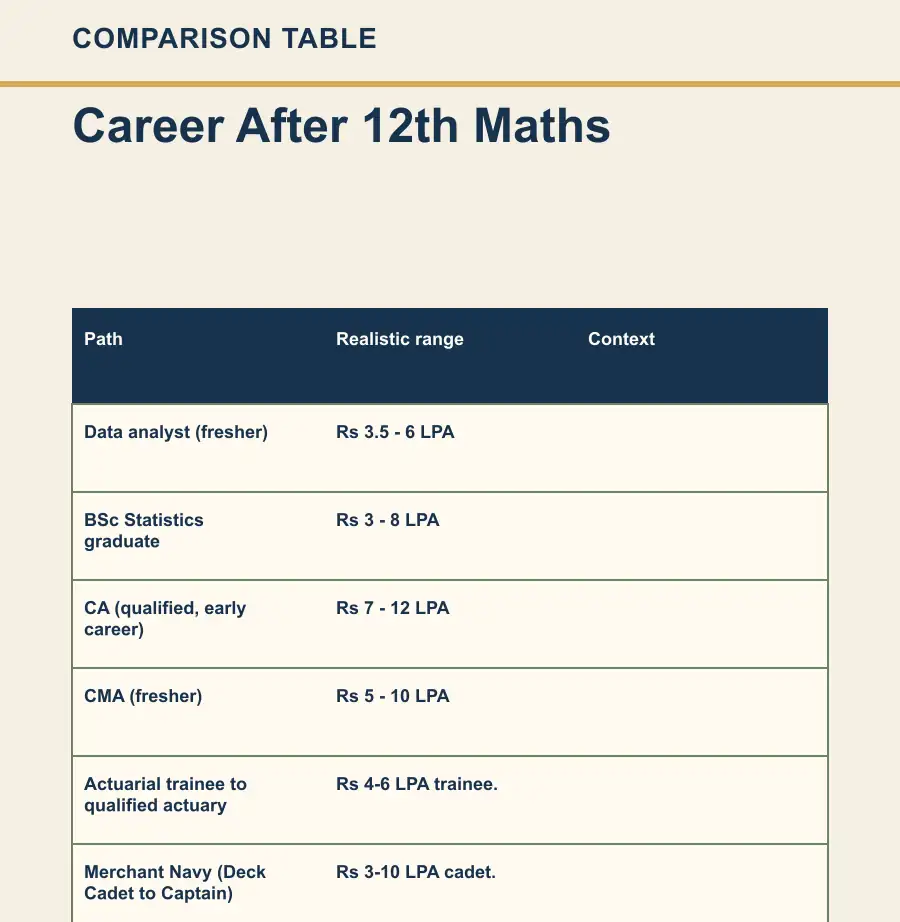 COMPARISON TABLE
Career After 12th Maths
Path Realistic range Context
Data analyst (fresher) Rs 3.5 - 6 LPA
BSc Statistics
graduate Rs 3 - 8 LPA
CA (qualified, early
career) Rs 7 - 12 LPA
CMA (fresher) Rs 5 - 10 LPA
Actuarial trainee to
qualified actuary Rs 4-6 LPA trainee.
Merchant Navy (Deck
Cadet to Captain) Rs 3-10 LPA cadet.